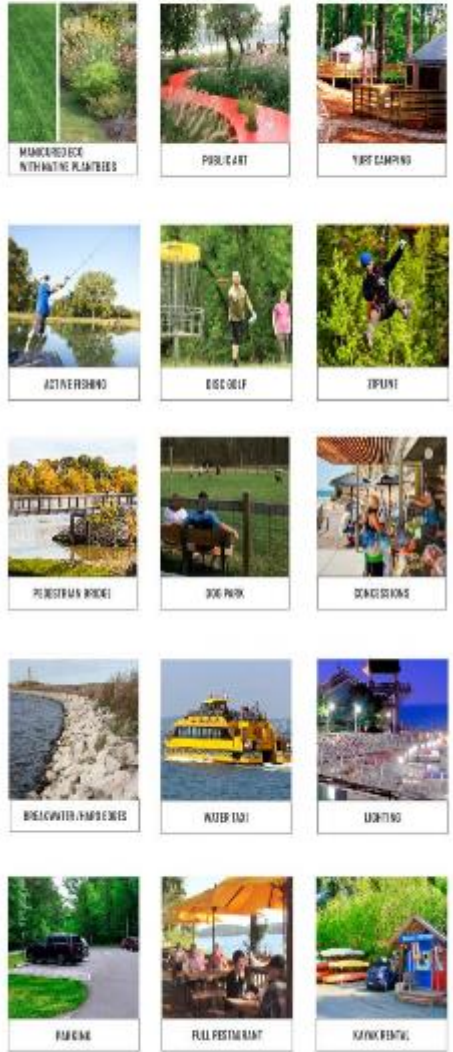 MANICURED ECO
WITH NATIVE PLANTBEDS
PUBLIC ART
YURT CAMPING
ACTIVE FISHING
DISC GOLF
ZIPLINE
PEDESTRIAN BRIDGE
DOG PARK
CONCESSIONS
BREAKWATER / HARD EDGES
WATER TAXI
LIGHTING
PARKING
FULL RESTAURANT
KAYAK RENTAL